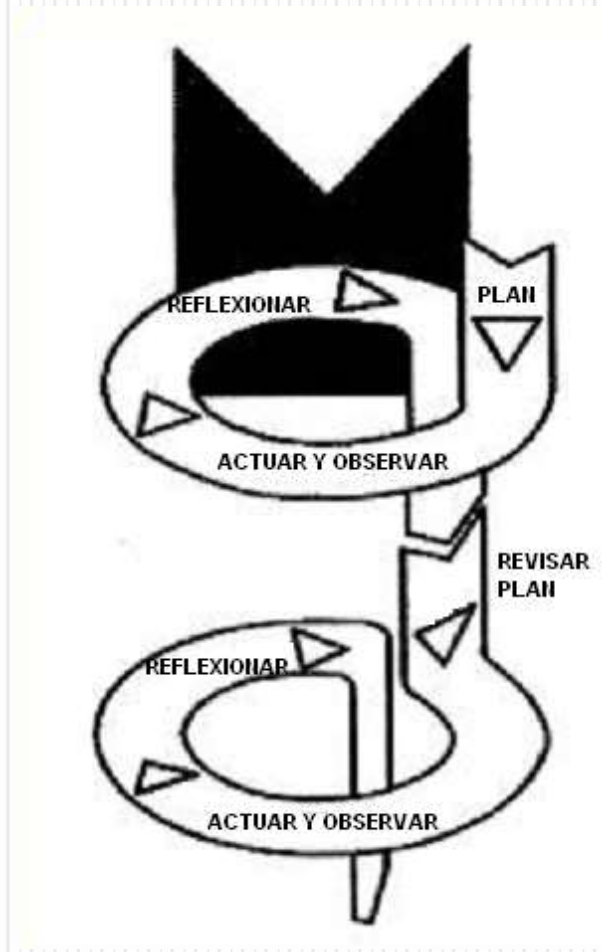 REFLEXIONAR
PLAN
ACTUAR Y OBSERVAR
REVISAR
PLAN
REFLEXIONAR
ACTUAR Y OBSERVAR